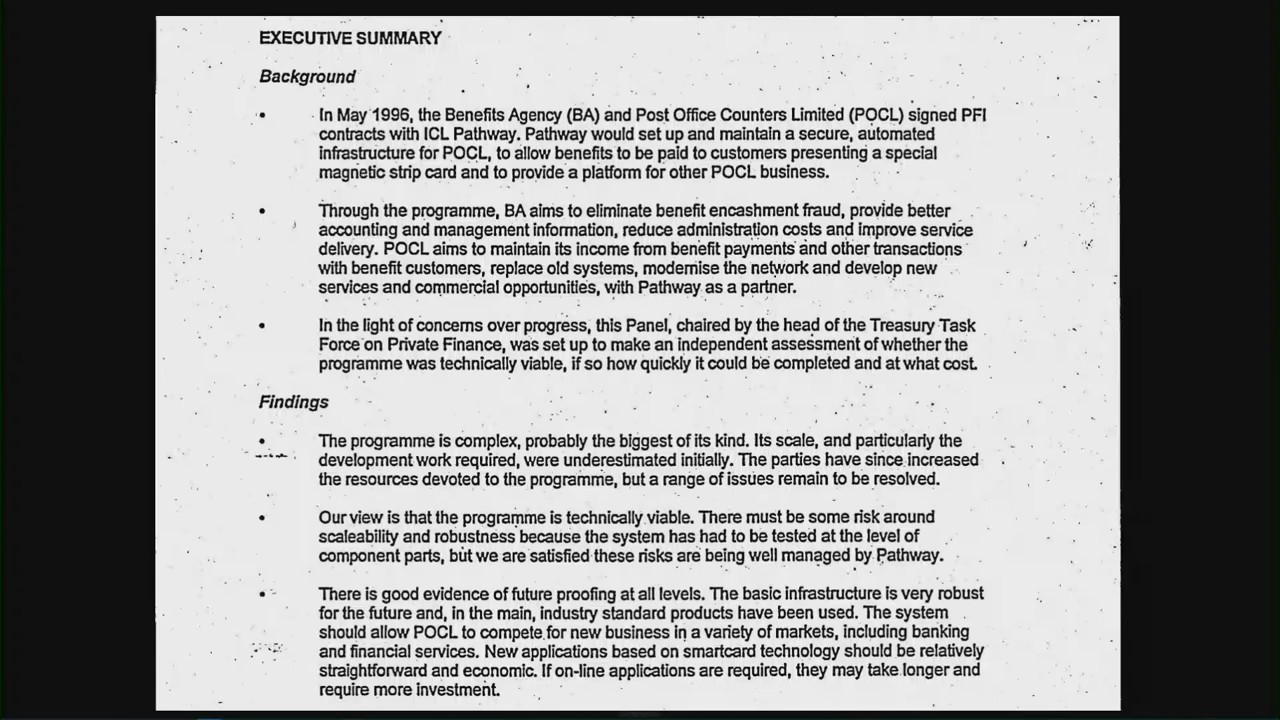 EXECUTIVE SUMMARY
Background
• In May 1996, the Benefits Agency (BA) and Post Office Counters Limited (POCL) signed PFI
contracts with ICL Pathway. Pathway would set up and maintain a secure, automated
infrastructure for POCL, to allow benefits to be paid to customers presenting a special
magnetic strip card and to provide a platform for other POCL business.
• Through the programme, BA aims to eliminate benefit encashment fraud, provide better
accounting and management information, reduce administration costs and improve service
delivery. POCL aims to maintain its income from benefit payments and other transactions
with benefit customers, replace old systems, modernise the network and develop new
services and commercial opportunities, with Pathway as a partner.
• In the light of concerns over progress, this Panel, chaired by the head of the Treasury Task
Force on Private Finance, was set up to make an independent assessment of whether the
programme was technically viable, if so how quickly it could be completed and at what cost.
Findings
• The programme is complex, probably the biggest of its kind. Its scale, and particularly the
development work required, were underestimated initially. The parties have since increased
the resources devoted to the programme, but a range of issues remain to be resolved.
• Our view is that the programme is technically viable. There must be some risk around
scaleability and robustness because the system has had to be tested at the level of
component parts, but we are satisfied these risks are being well managed by Pathway.
• There is good evidence of future proofing at all levels. The basic infrastructure is very robust
for the future and, in the main, industry standard products have been used. The system
should allow POCL to compete for new business in a variety of markets, including banking
and financial services. New applications based on smartcard technology should be relatively
straightforward and economic. If on-line applications are required, they may take longer and
require more investment.